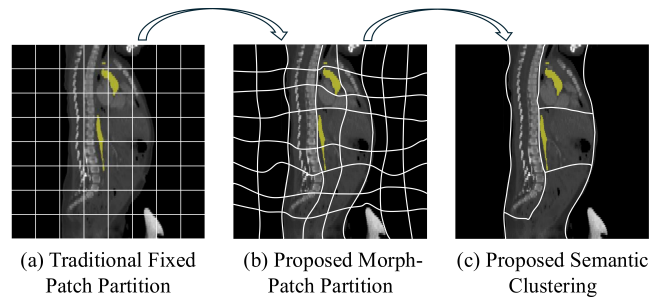 (a) Traditional Fixed
Patch Partition
(b) Proposed Morph-
Patch Partition
(c) Proposed Semantic
Clustering